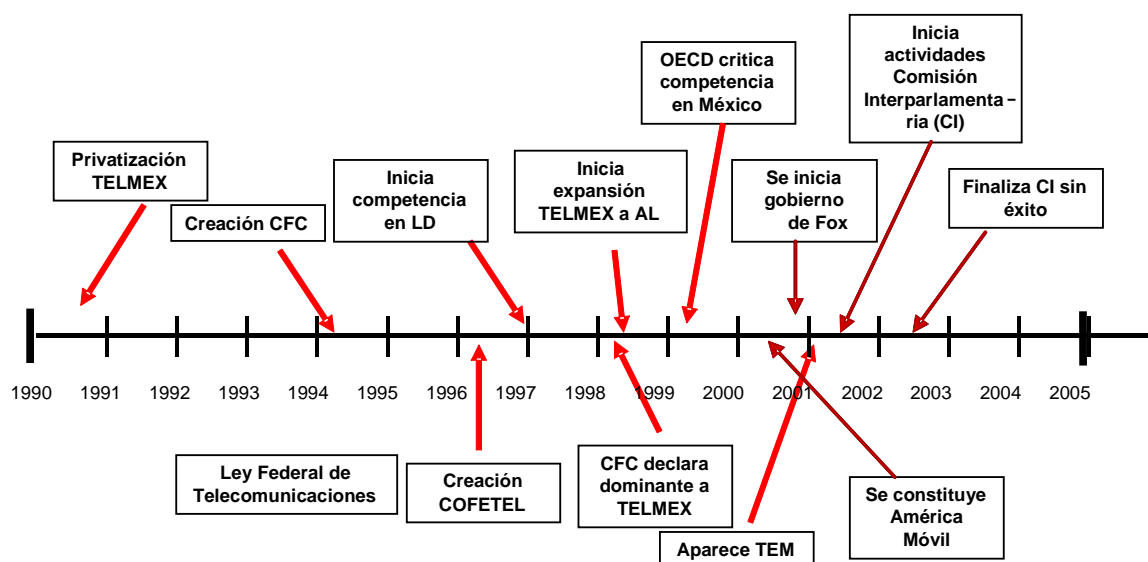 Privatización
TELMEX
Creación CFC
Inicia
competencia
en LD
Inicia
expansión
TELMEX a AL
OECD critica
competencia
en México
Se inicia
gobierno
de Fox
Inicia
actividades
Comisión
Interparlamenta–
ria (CI)
Finaliza CI sin
éxito
1990 1991 1992 1993 1994 1995 1996 1997 1998 1999 2000 2001 2002 2003 2004 2005
Ley Federal de
Telecomunicaciones
Creación
COFETEL
CFC declara
dominante a
TELMEX
Aparece TEM
Se constituye
América
Móvil